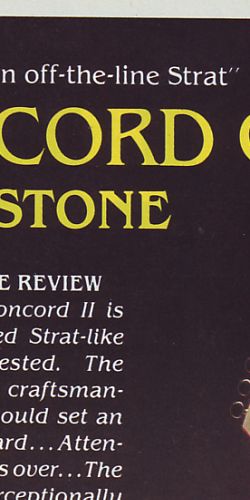 n off-the-line Strat"
CORD
STONE
E REVIEW
oncord II is
ed Strat-like
ested. The
craftsman-
ould set an
ard...Atten-
s over...The
ceptionally